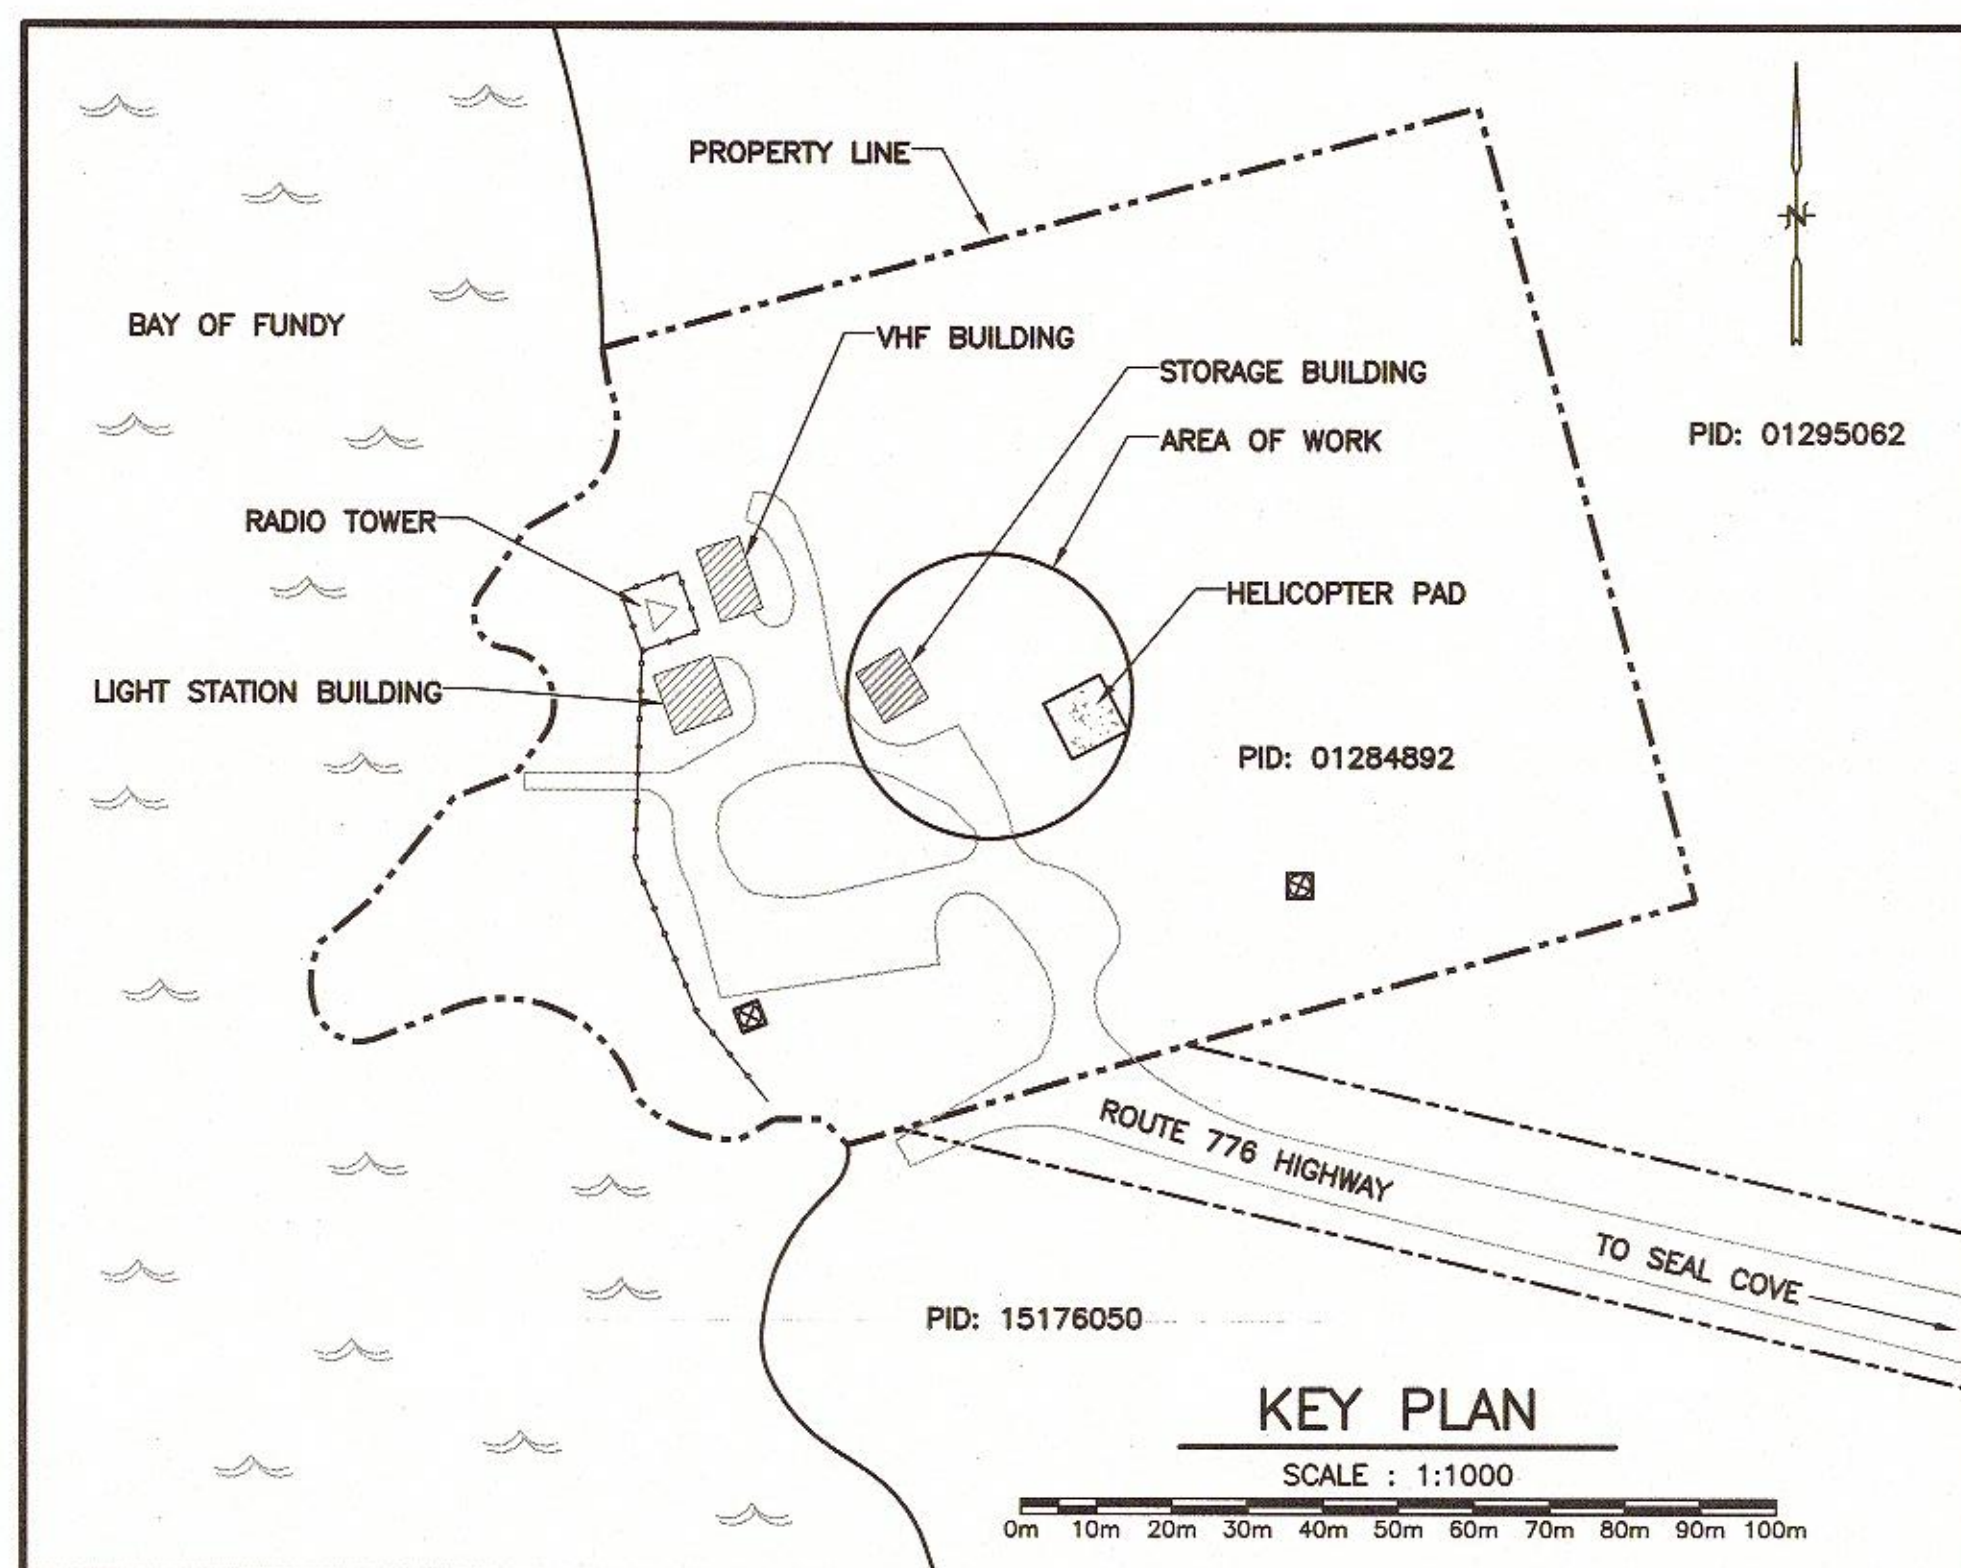 PROPERTY LINE
N
BAY OF FUNDY
VHF BUILDING
STORAGE BUILDING
AREA OF WORK
PID: 01295062
RADIO TOWER
HELICOPTER PAD
LIGHT STATION BUILDING
PID: 01284892
ROUTE 776 HIGHWAY
TO SEAL COVE
PID: 15176050
KEY PLAN
SCALE : 1:1000
0m 10m 20m 30m 40m 50m 60m 70m 80m 90m 100m